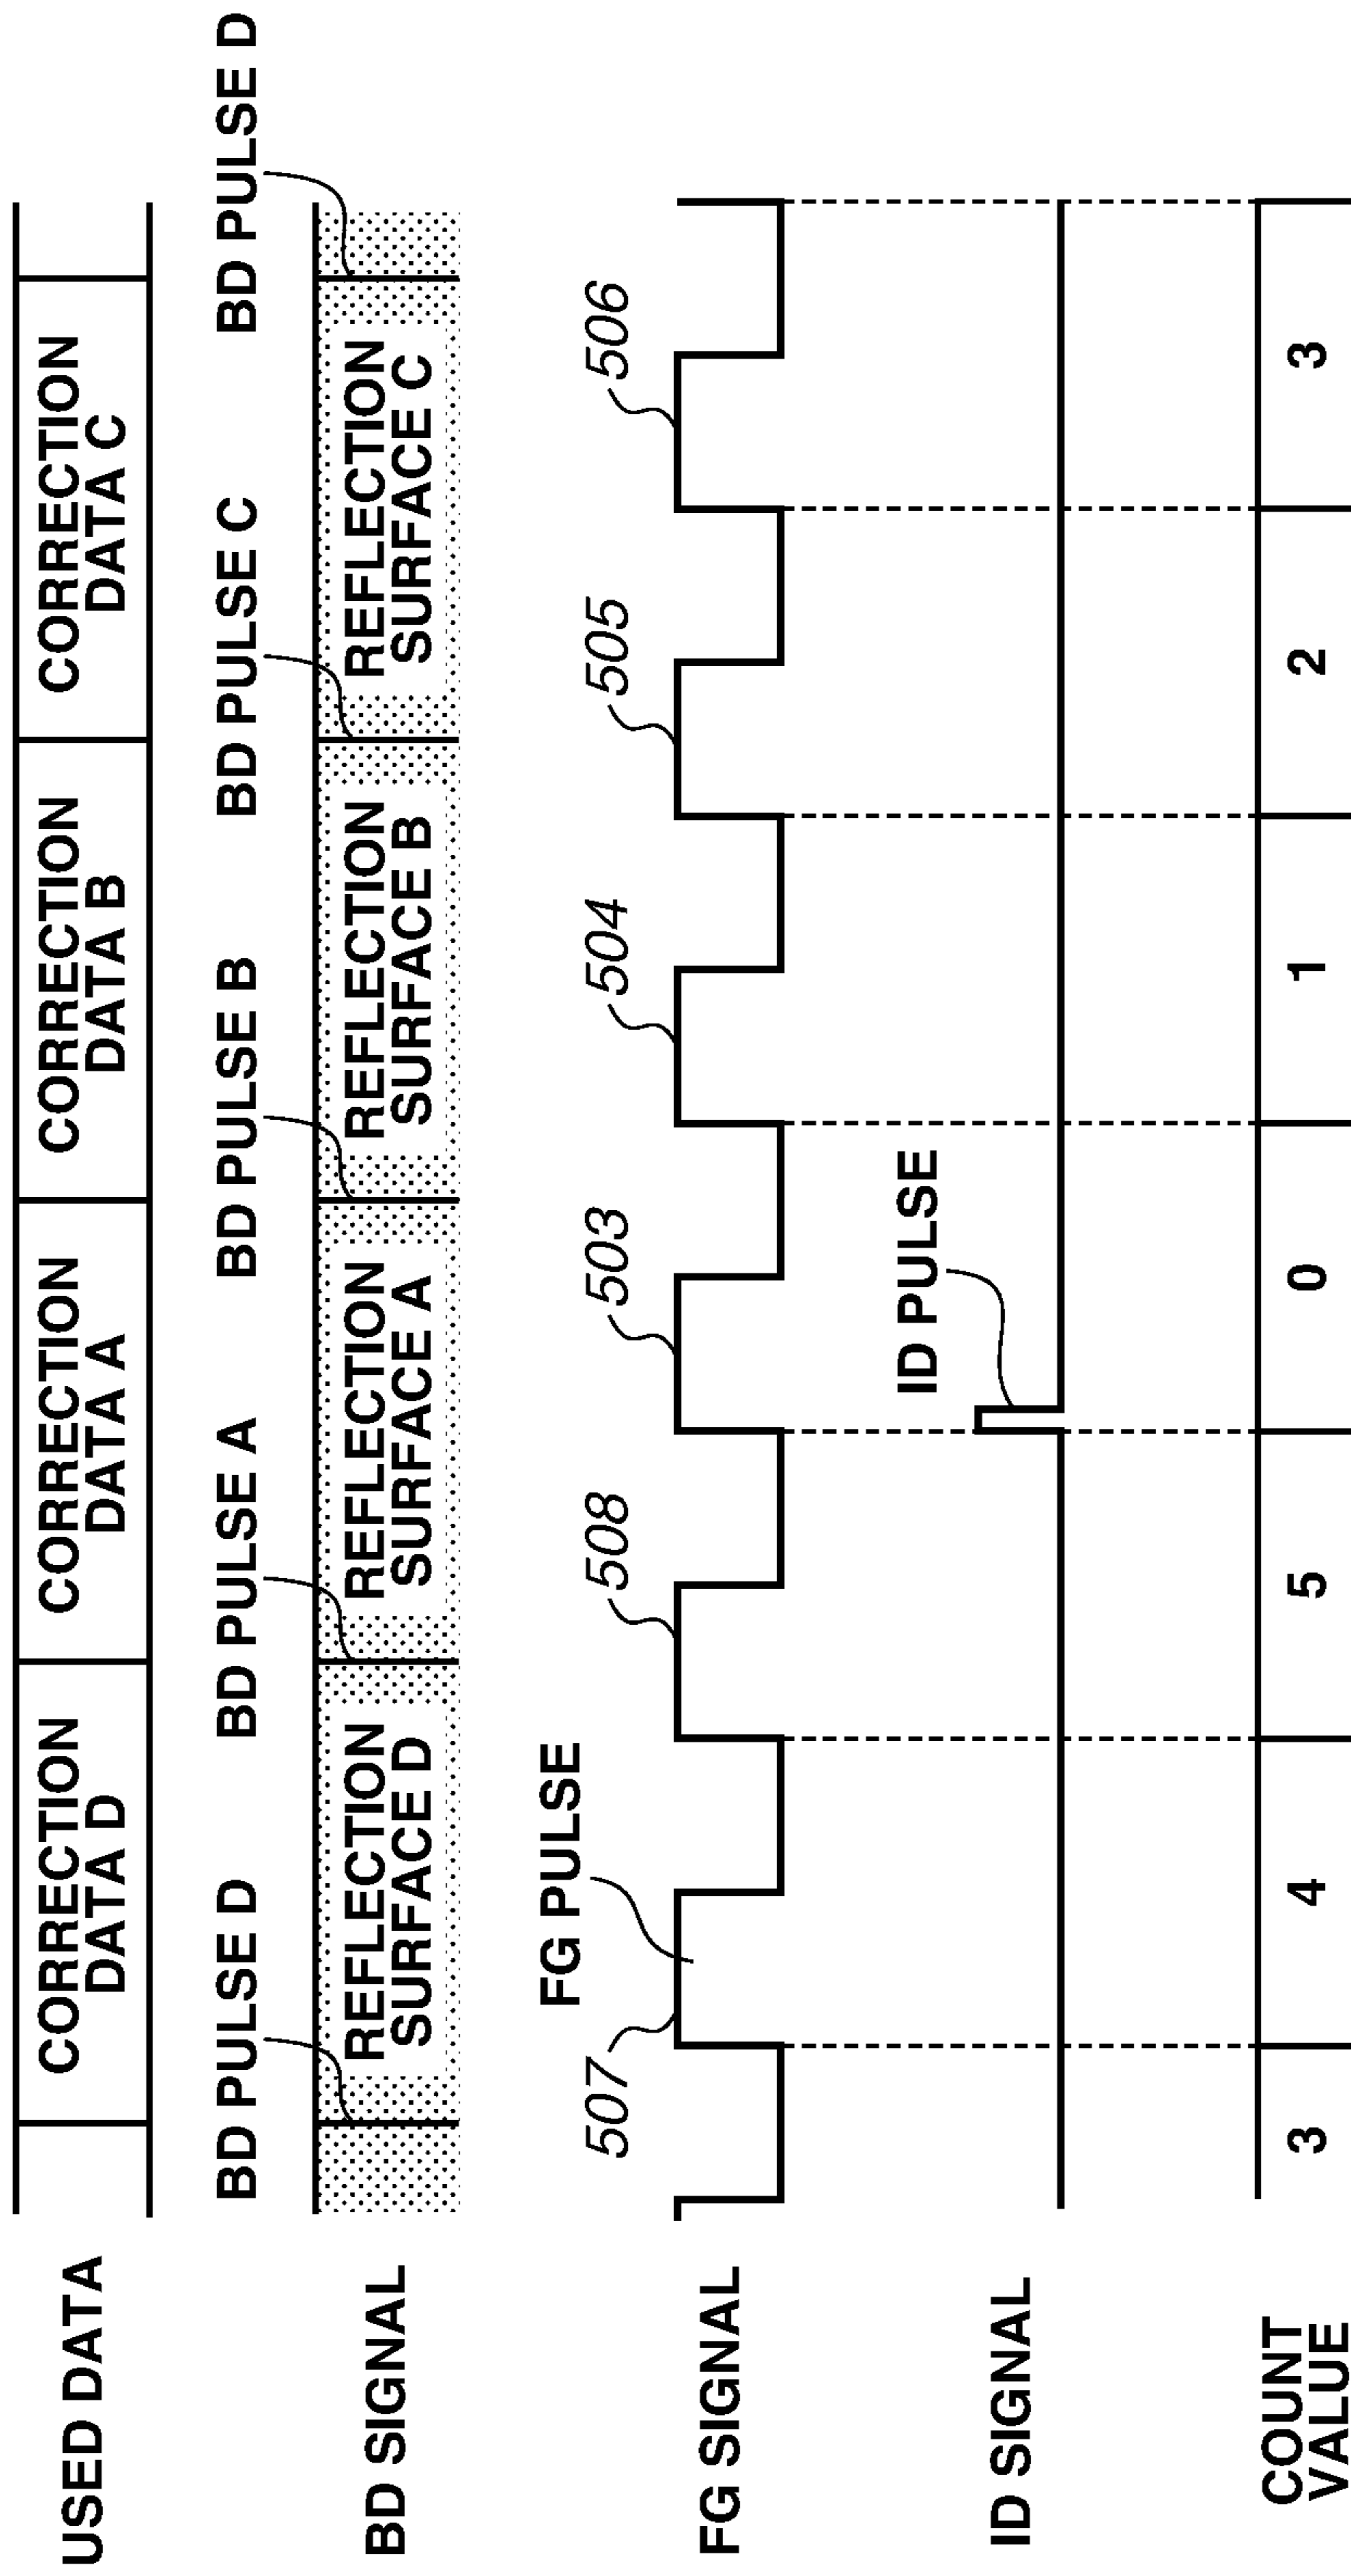 USED DATA
CORRECTION
DATA D
CORRECTION
DATA A
CORRECTION
DATA B
CORRECTION
DATA C
BD PULSE D
BD PULSE A
BD PULSE B
BD PULSE C
BD PULSE D
BD SIGNAL
REFLECTION
SURFACE D
REFLECTION
SURFACE A
REFLECTION
SURFACE B
REFLECTION
SURFACE C
FG PULSE
507
508
503
504
505
506
FG SIGNAL
ID PULSE
ID SIGNAL
COUNT
VALUE
3
4
5
0
1
2
3